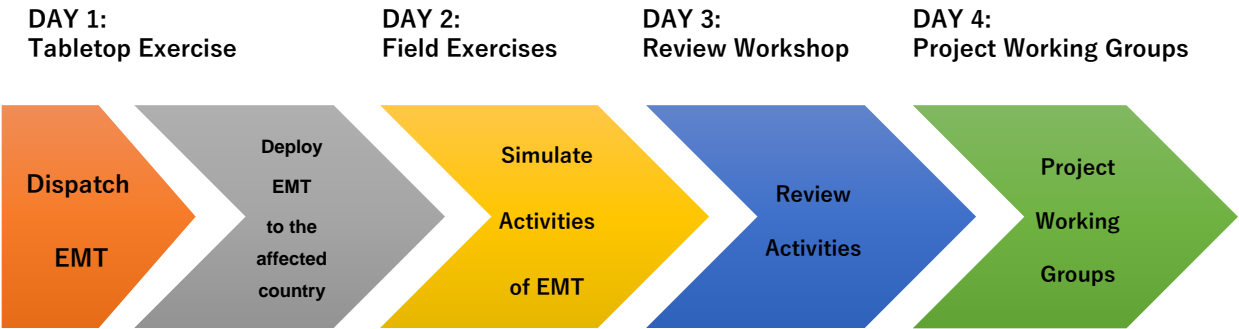 DAY 1:
Tabletop Exercise
DAY 2:
Field Exercises
DAY 3:
Review Workshop
DAY 4:
Project Working Groups
Dispatch
EMT
Deploy
EMT
to the
affected
country
Simulate
Activities
of EMT
Review
Activities
Project
Working
Groups